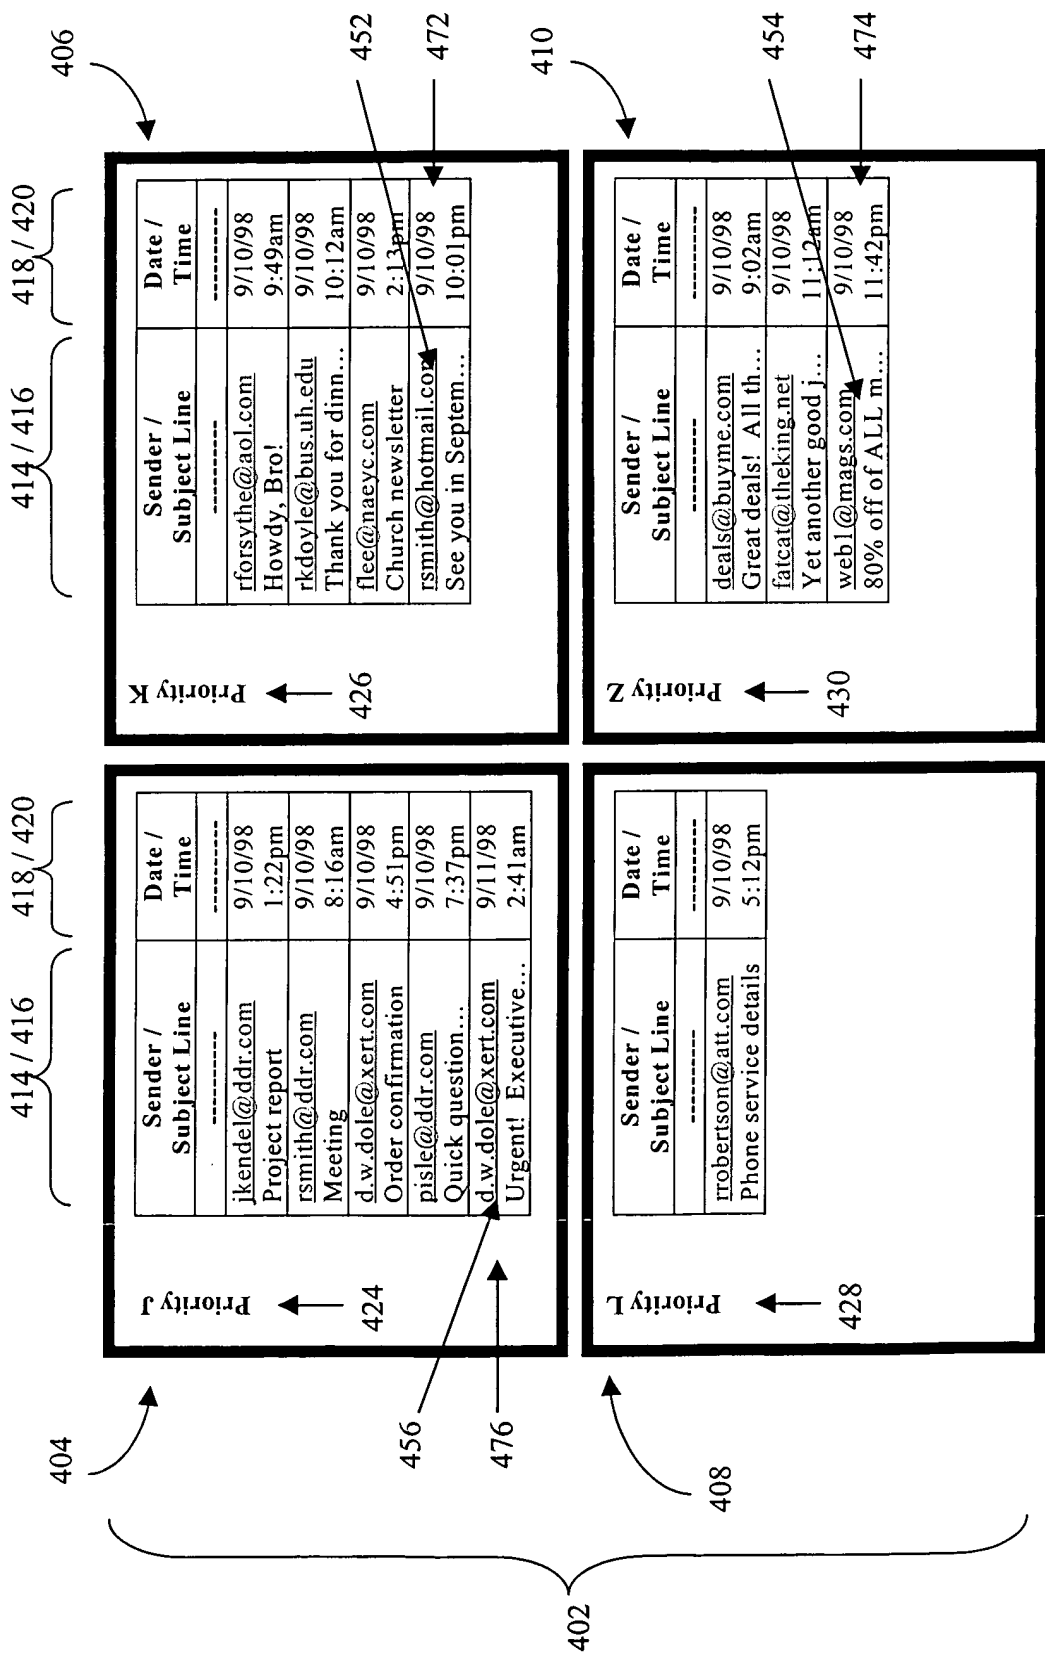 414 / 416
418 / 420
414 / 416
418 / 420
404
406
Priority J
424
Sender / Subject Line
Date / Time
----------
----------
jkendel@ddr.com
9/10/98
Project report
1:22pm
rsmith@ddr.com
9/10/98
Meeting
8:16am
d.w.dole@xert.com
9/10/98
Order confirmation
4:51pm
pisle@ddr.com
9/10/98
Quick question....
7:37pm
d.w.dole@xert.com
9/11/98
Urgent! Executive...
2:41am
456
476
Priority K
426
Sender / Subject Line
Date / Time
----------
----------
rforsythe@aol.com
9/10/98
Howdy, Bro!
9:49am
rkdoyle@bus.uh.edu
9/10/98
Thank you for dinn...
10:12am
flee@naeyc.com
9/10/98
Church newsletter
2:13pm
rsmith@hotmail.com
9/10/98
See you in Septem...
10:01pm
452
472
402
408
410
Priority L
428
Sender / Subject Line
Date / Time
----------
----------
rrobertson@att.com
9/10/98
Phone service details
5:12pm
Priority Z
430
Sender / Subject Line
Date / Time
----------
----------
deals@buyme.com
9/10/98
Great deals! All th...
9:02am
fatcat@theking.net
9/10/98
Yet another good j...
11:12am
web1@mags.com
9/10/98
80% off of ALL m...
11:42pm
454
474